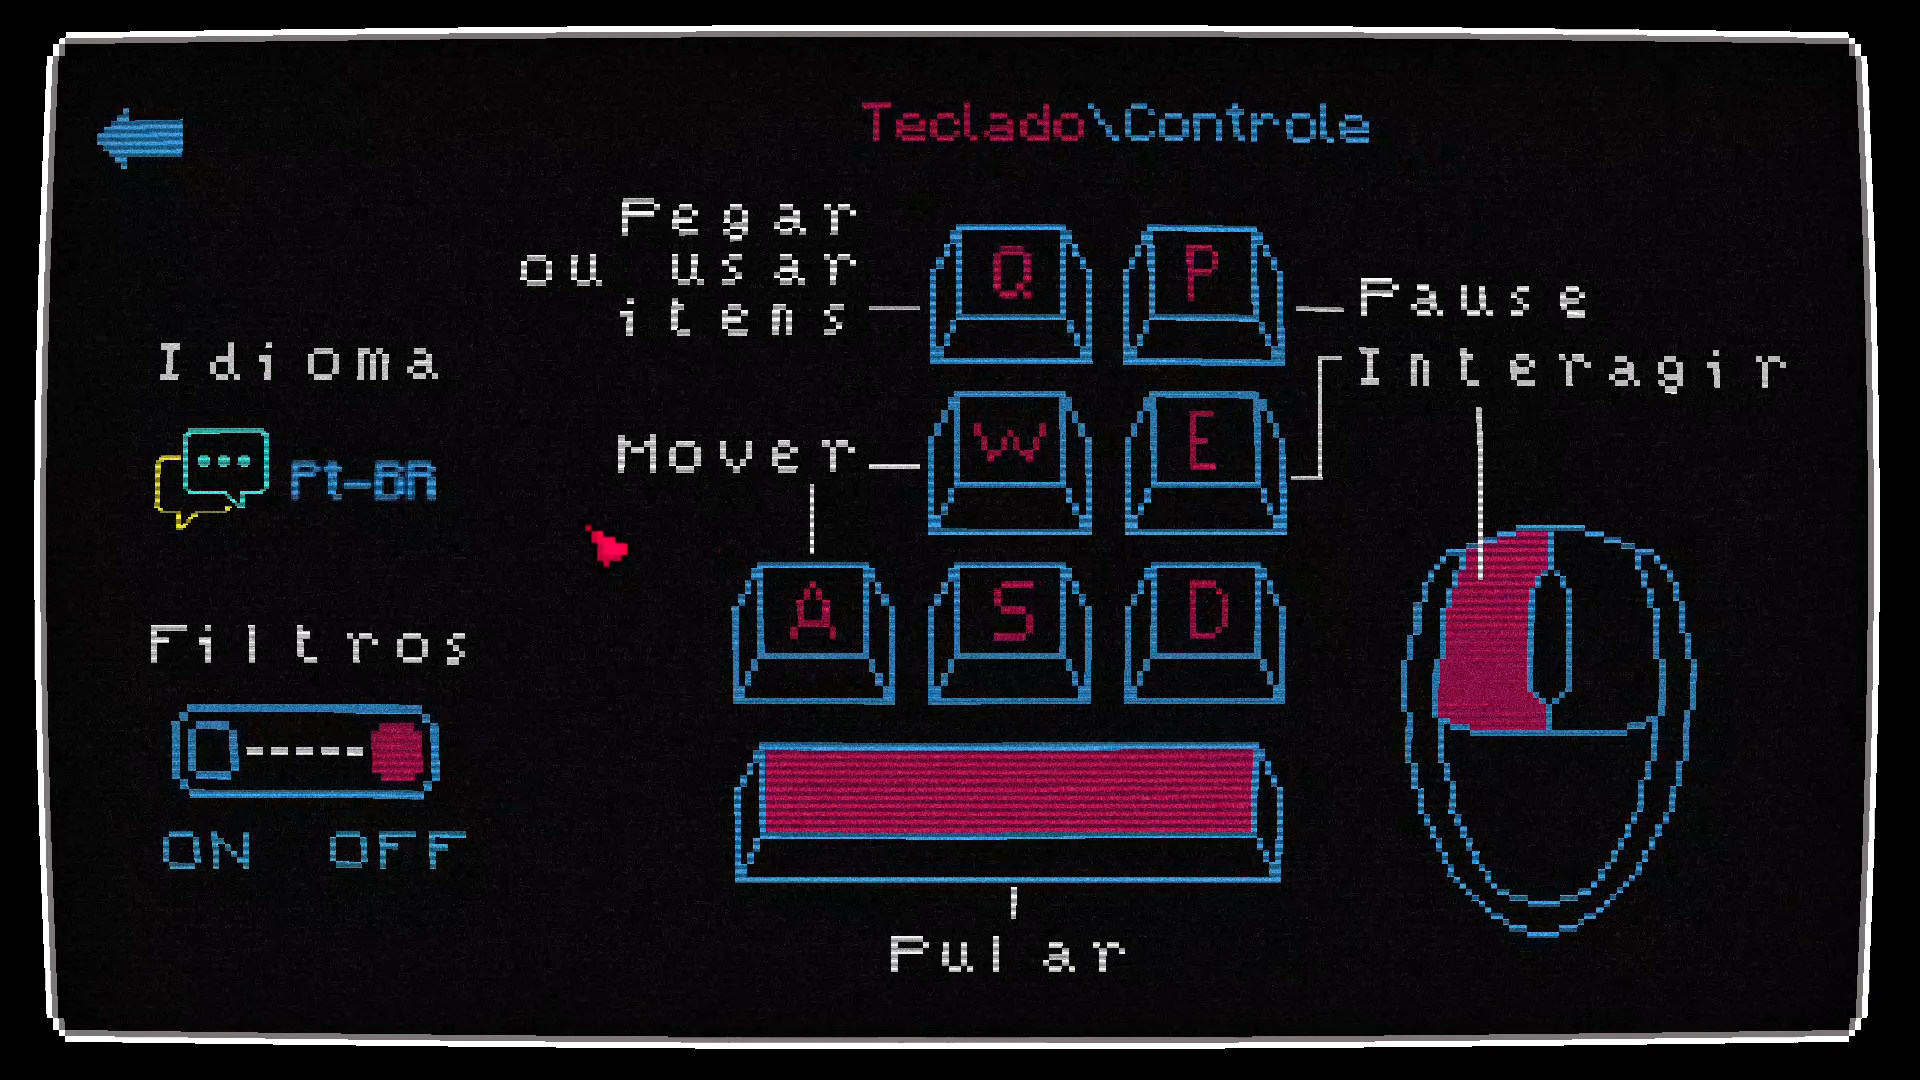 Teclado\Controle
Pegar
ou usar
itens
Q
P
Pause
Interagir
Idioma
Pt-BR
Mover
W
E
A
S
D
Filtros
ON OFF
Pular